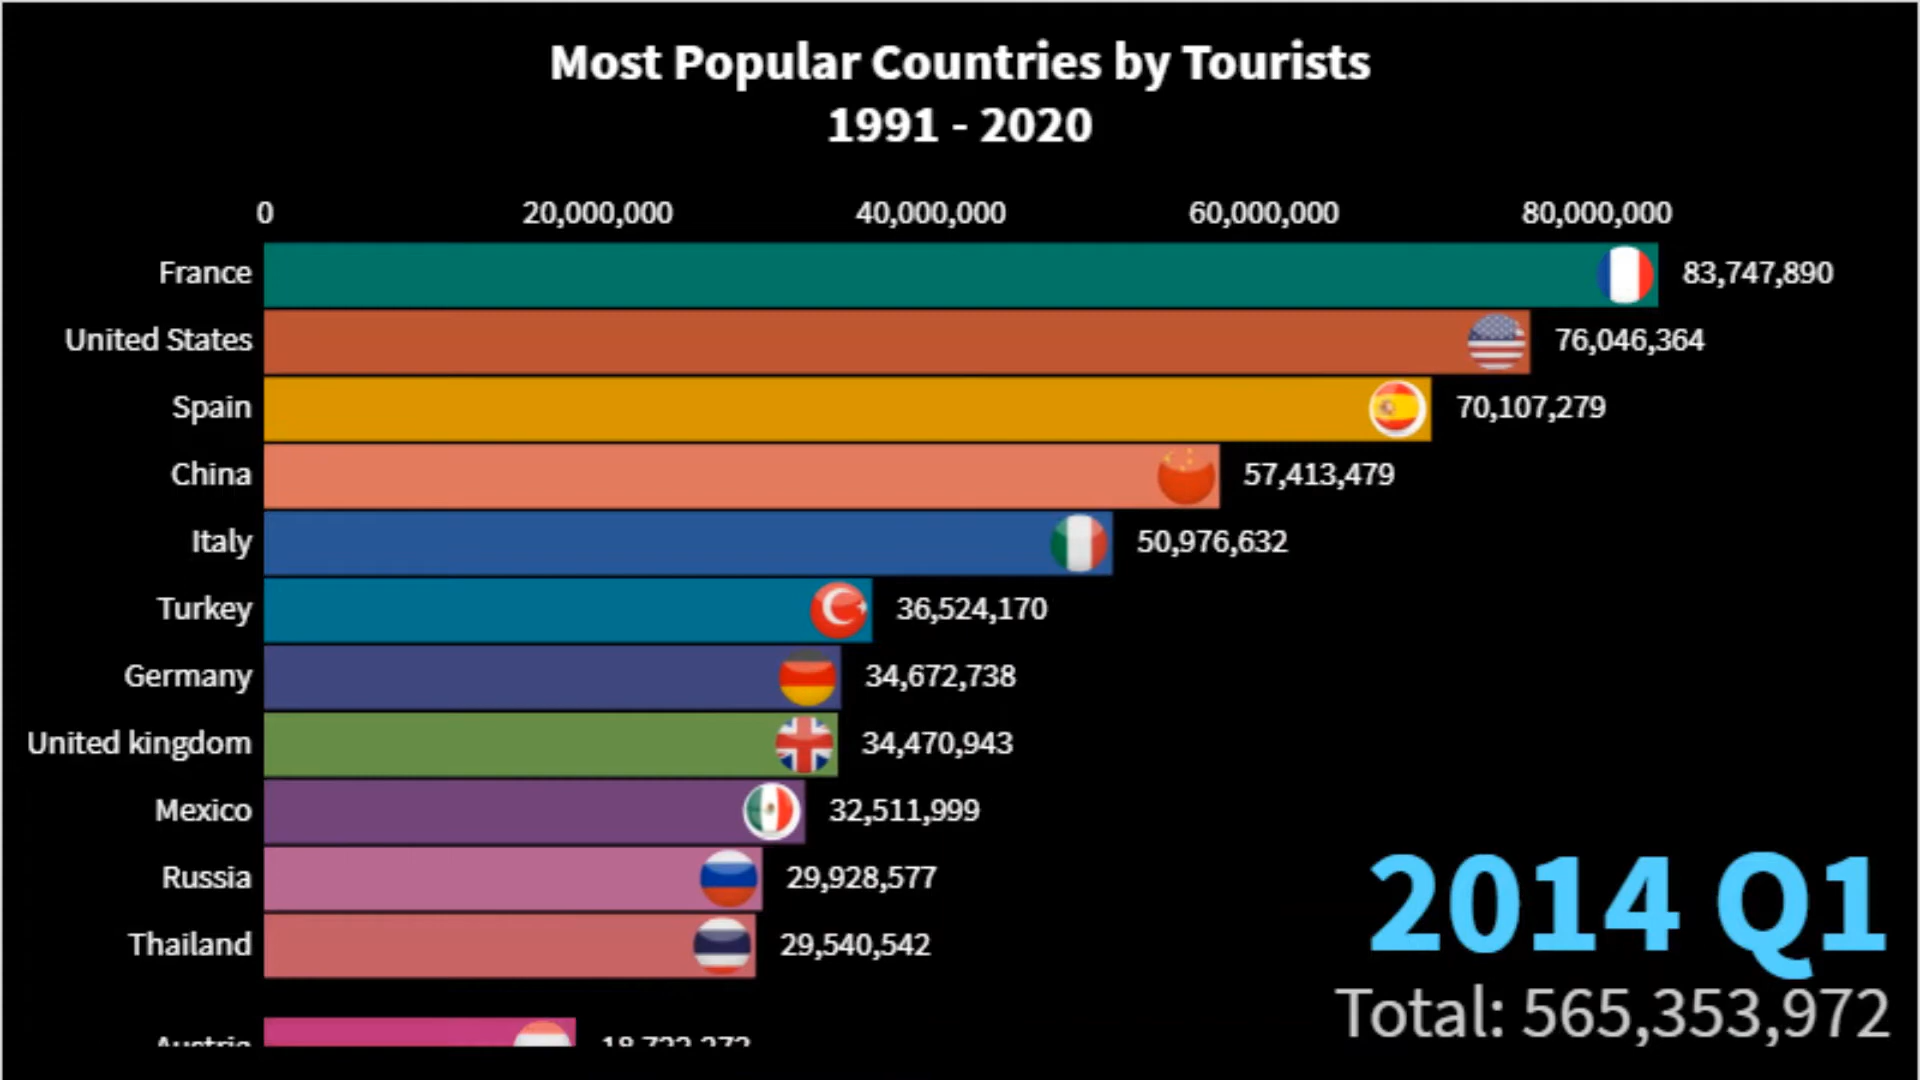 Most Popular Countries by Tourists
1991 - 2020
0 20,000,000 40,000,000 60,000,000 80,000,000
France 83,747,890
United States 76,046,364
Spain 70,107,279
China 57,413,479
Italy 50,976,632
Turkey 36,524,170
Germany 34,672,738
United kingdom 34,470,943
Mexico 32,511,999
Russia 29,928,577
Thailand 29,540,542
2014 Q1
Total: 565,353,972
Austria